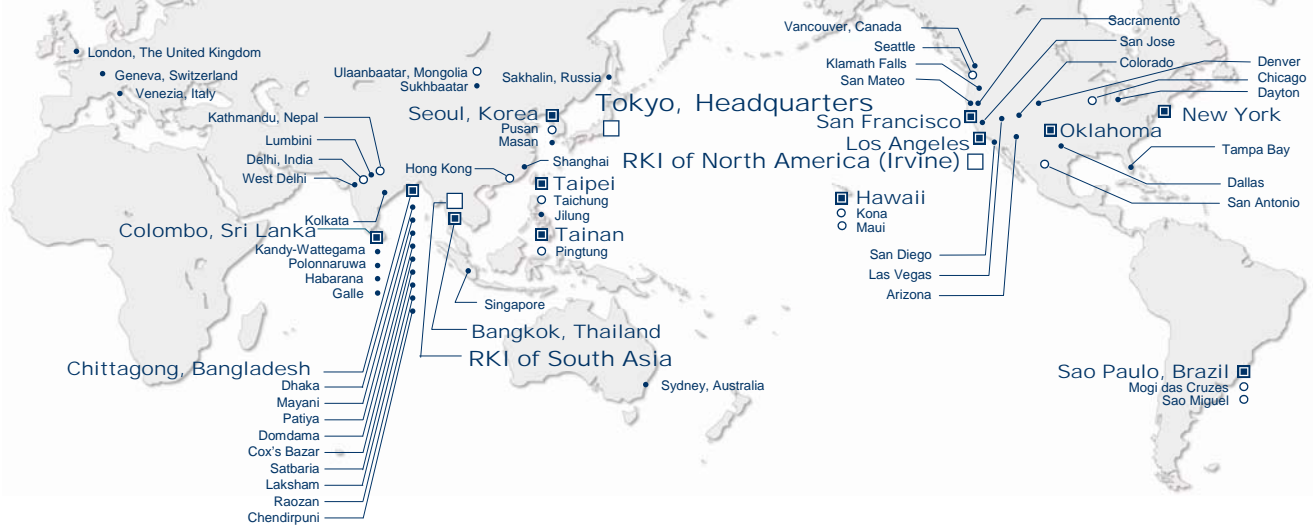 London, The United Kingdom
Geneva, Switzerland
Venezia, Italy
Ulaanbaatar, Mongolia
Sukhbaatar
Sakhalin, Russia
Kathmandu, Nepal
Lumbini
Delhi, India
West Delhi
Seoul, Korea
Pusan
Masan
Tokyo, Headquarters
Hong Kong
Shanghai
Taipei
Taichung
Jilung
Tainan
Pingtung
Kolkata
Colombo, Sri Lanka
Kandy-Wattegama
Polonnaruwa
Habarana
Galle
Singapore
Bangkok, Thailand
RKI of South Asia
Chittagong, Bangladesh
Dhaka
Mayani
Patiya
Domdama
Cox's Bazar
Satbaria
Laksham
Raozan
Chendirpuni
Sydney, Australia
Vancouver, Canada
Seattle
Klamath Falls
San Mateo
San Francisco
Los Angeles
RKI of North America (Irvine)
Hawaii
Kona
Maui
San Diego
Las Vegas
Arizona
Sacramento
San Jose
Colorado
Denver
Chicago
Dayton
New York
Oklahoma
Tampa Bay
Dallas
San Antonio
Sao Paulo, Brazil
Mogi das Cruzes
Sao Miguel